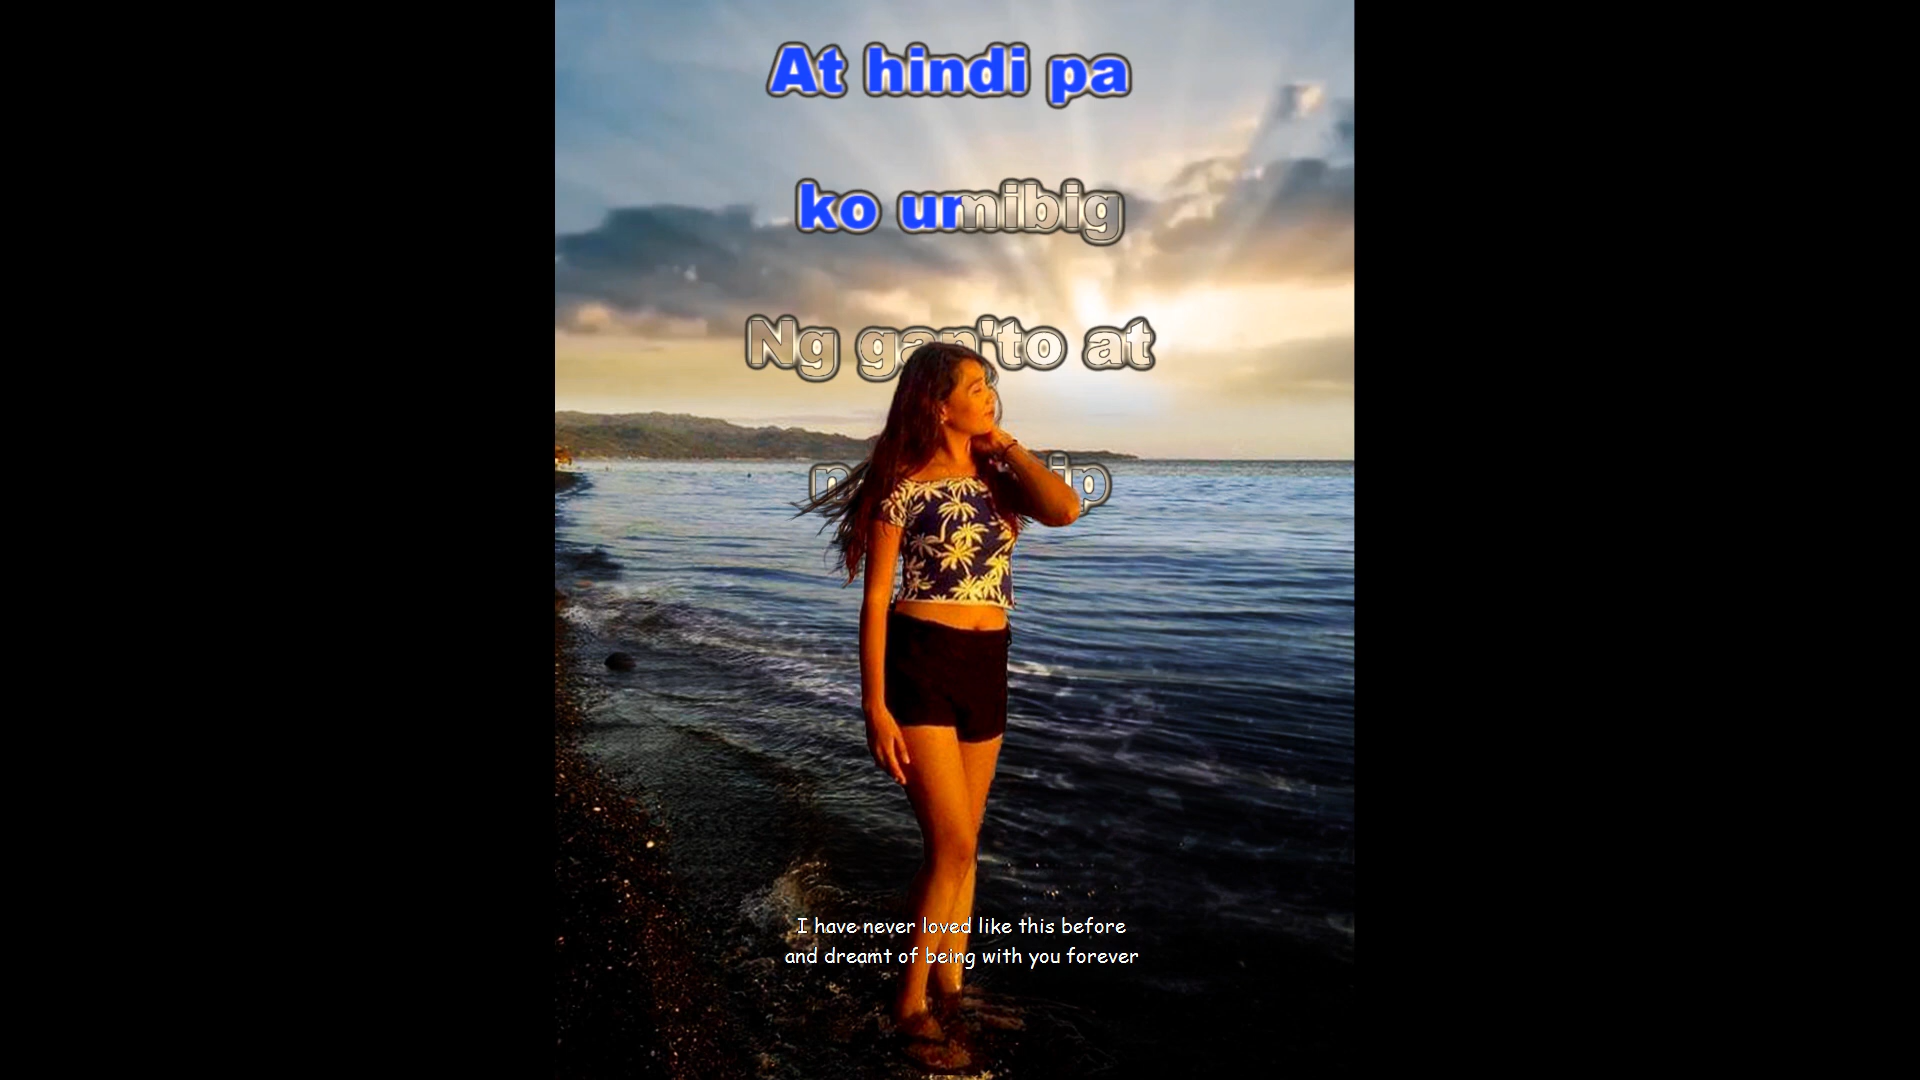 At hindi pa
ko umibig
Ng gan'to at
I have never loved like this before
and dreamt of being with you forever